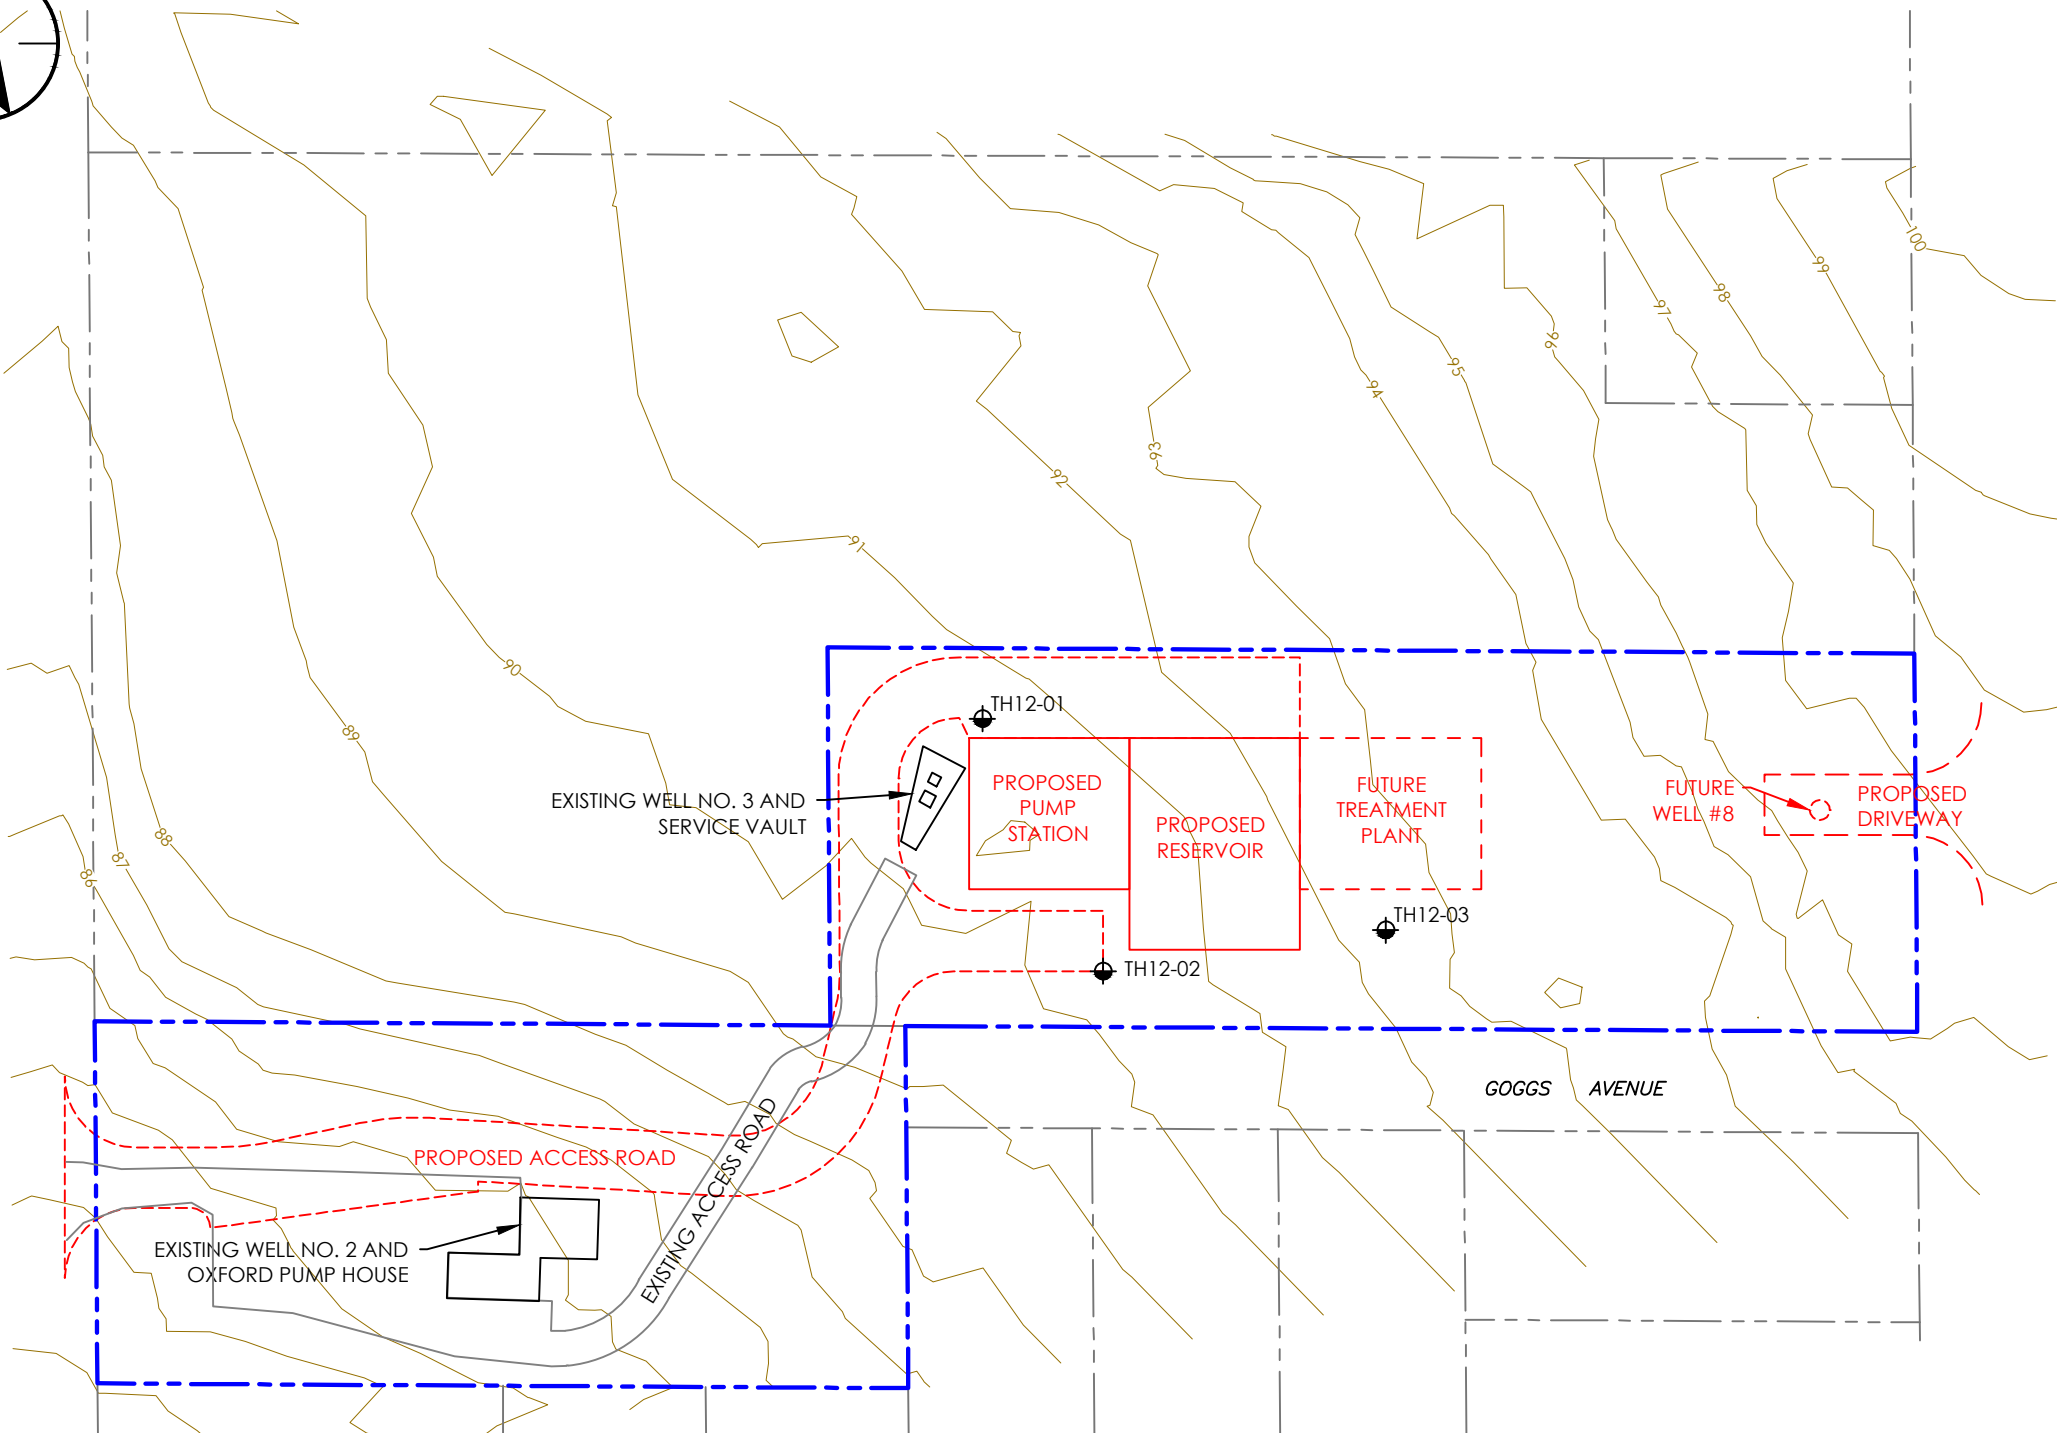 100
99
98
97
96
95
94
93
92
91
90
89
88
87
86
TH12-01
EXISTING WELL NO. 3 AND
SERVICE VAULT
PROPOSED
PUMP
STATION
PROPOSED
RESERVOIR
FUTURE
TREATMENT
PLANT
FUTURE
WELL #8
PROPOSED
DRIVEWAY
TH12-03
TH12-02
GOGGS AVENUE
PROPOSED ACCESS ROAD
EXISTING ACCESS ROAD
EXISTING WELL NO. 2 AND
OXFORD PUMP HOUSE